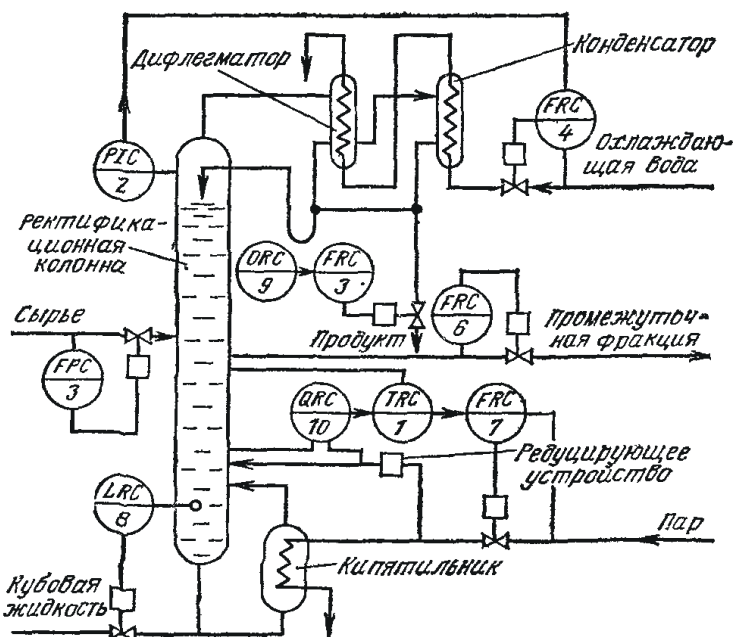 Дифлегматор
Конденсатор
FRC
4
Охлаждаю-
щая вода
PIC
2
Ректифика-
ционная
колонна
ORC
9
FRC
3
FRC
6
Сырье
Продукт
Промежуточ-
ная фракция
FPC
3
QRC
10
TRC
1
FRC
7
Редуцирующее
устройство
LRC
8
Пар
Кипятильник
Кубовая
жидкость